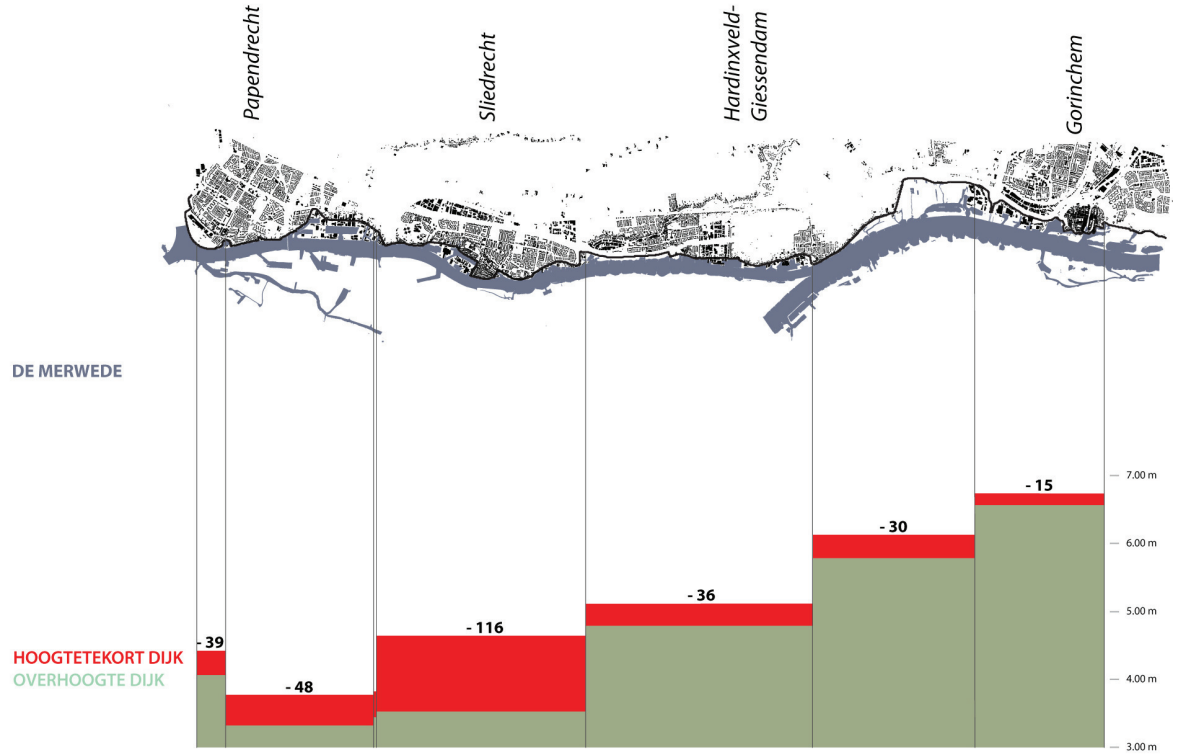 Papendrecht
Sliedrecht
Hardinxveld-
Giessendam
Gorinchem
DE MERWEDE
7.00 m
- 15
6.00 m
- 30
5.00 m
- 36
- 116
- 39
HOOGTETEKORT DIJK
OVERHOOGTE DIJK
4.00 m
- 48
3.00 m